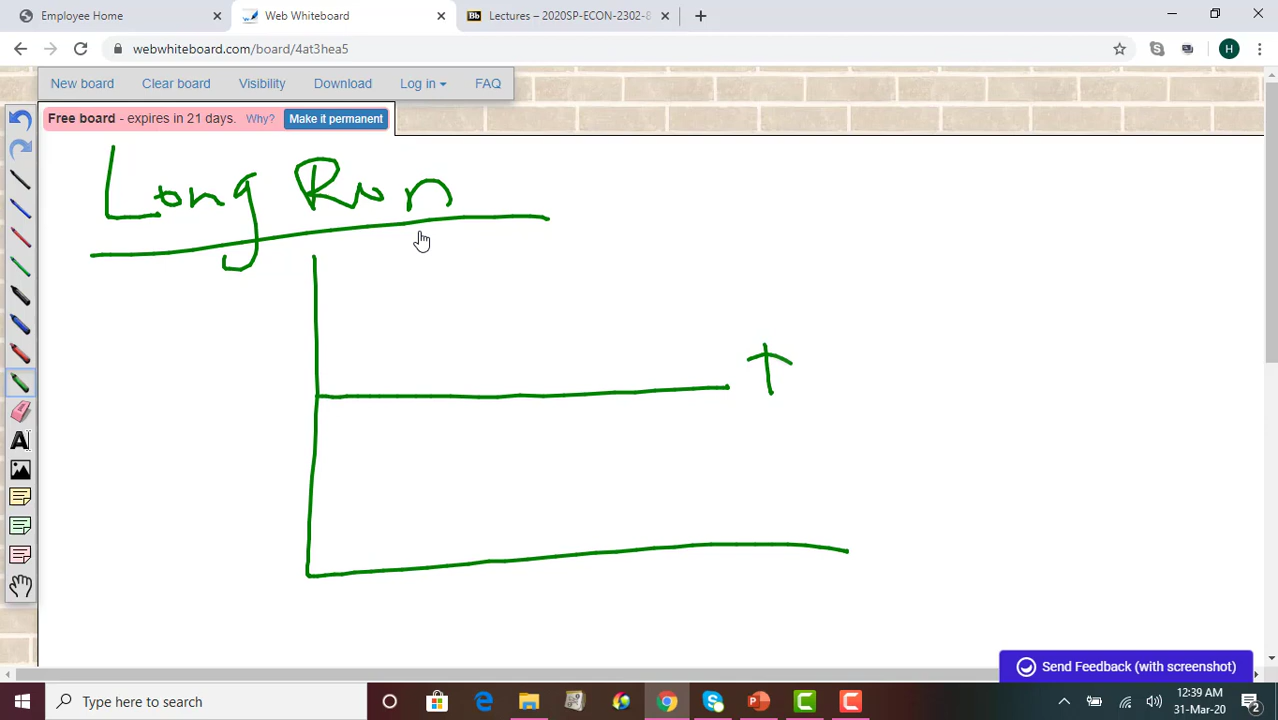 Employee Home
Web Whiteboard
Lectures – 2020SP-ECON-2302-8
webwhiteboard.com/board/4at3hea5
H
New board
Clear board
Visibility
Download
Log in
FAQ
Free board - expires in 21 days.
Why?
Make it permanent
Long Run
A
Send Feedback (with screenshot)
Type here to search
12:39 AM
31-Mar-20
2